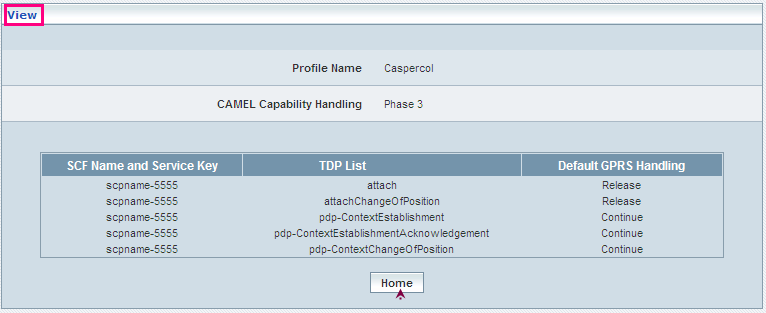 View
Profile Name Caspercol
CAMEL Capability Handling Phase 3
SCF Name and Service Key TDP List Default GPRS Handling
scpname-5555 attach Release
scpname-5555 attachChangeOfPosition Release
scpname-5555 pdp-ContextEstablishment Continue
scpname-5555 pdp-ContextEstablishmentAcknowledgement Continue
scpname-5555 pdp-ContextChangeOfPosition Continue
Home